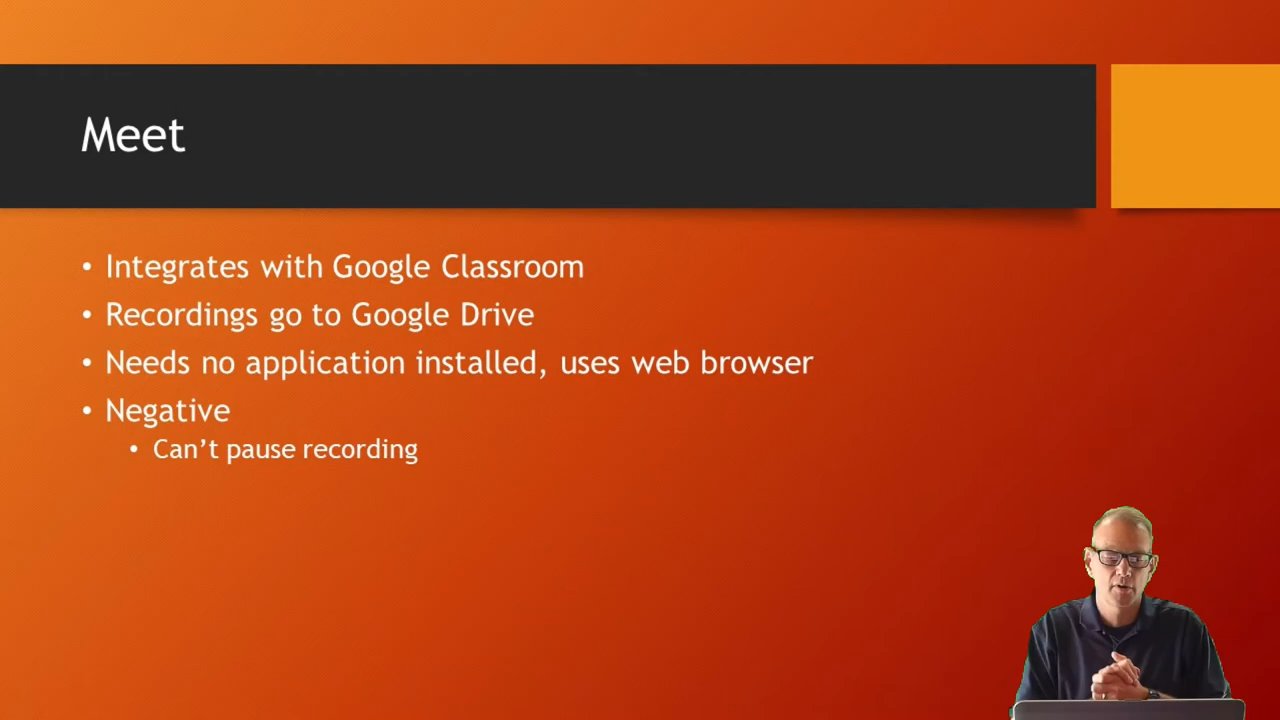 Meet
• Integrates with Google Classroom
• Recordings go to Google Drive
• Needs no application installed, uses web browser
• Negative
• Can’t pause recording